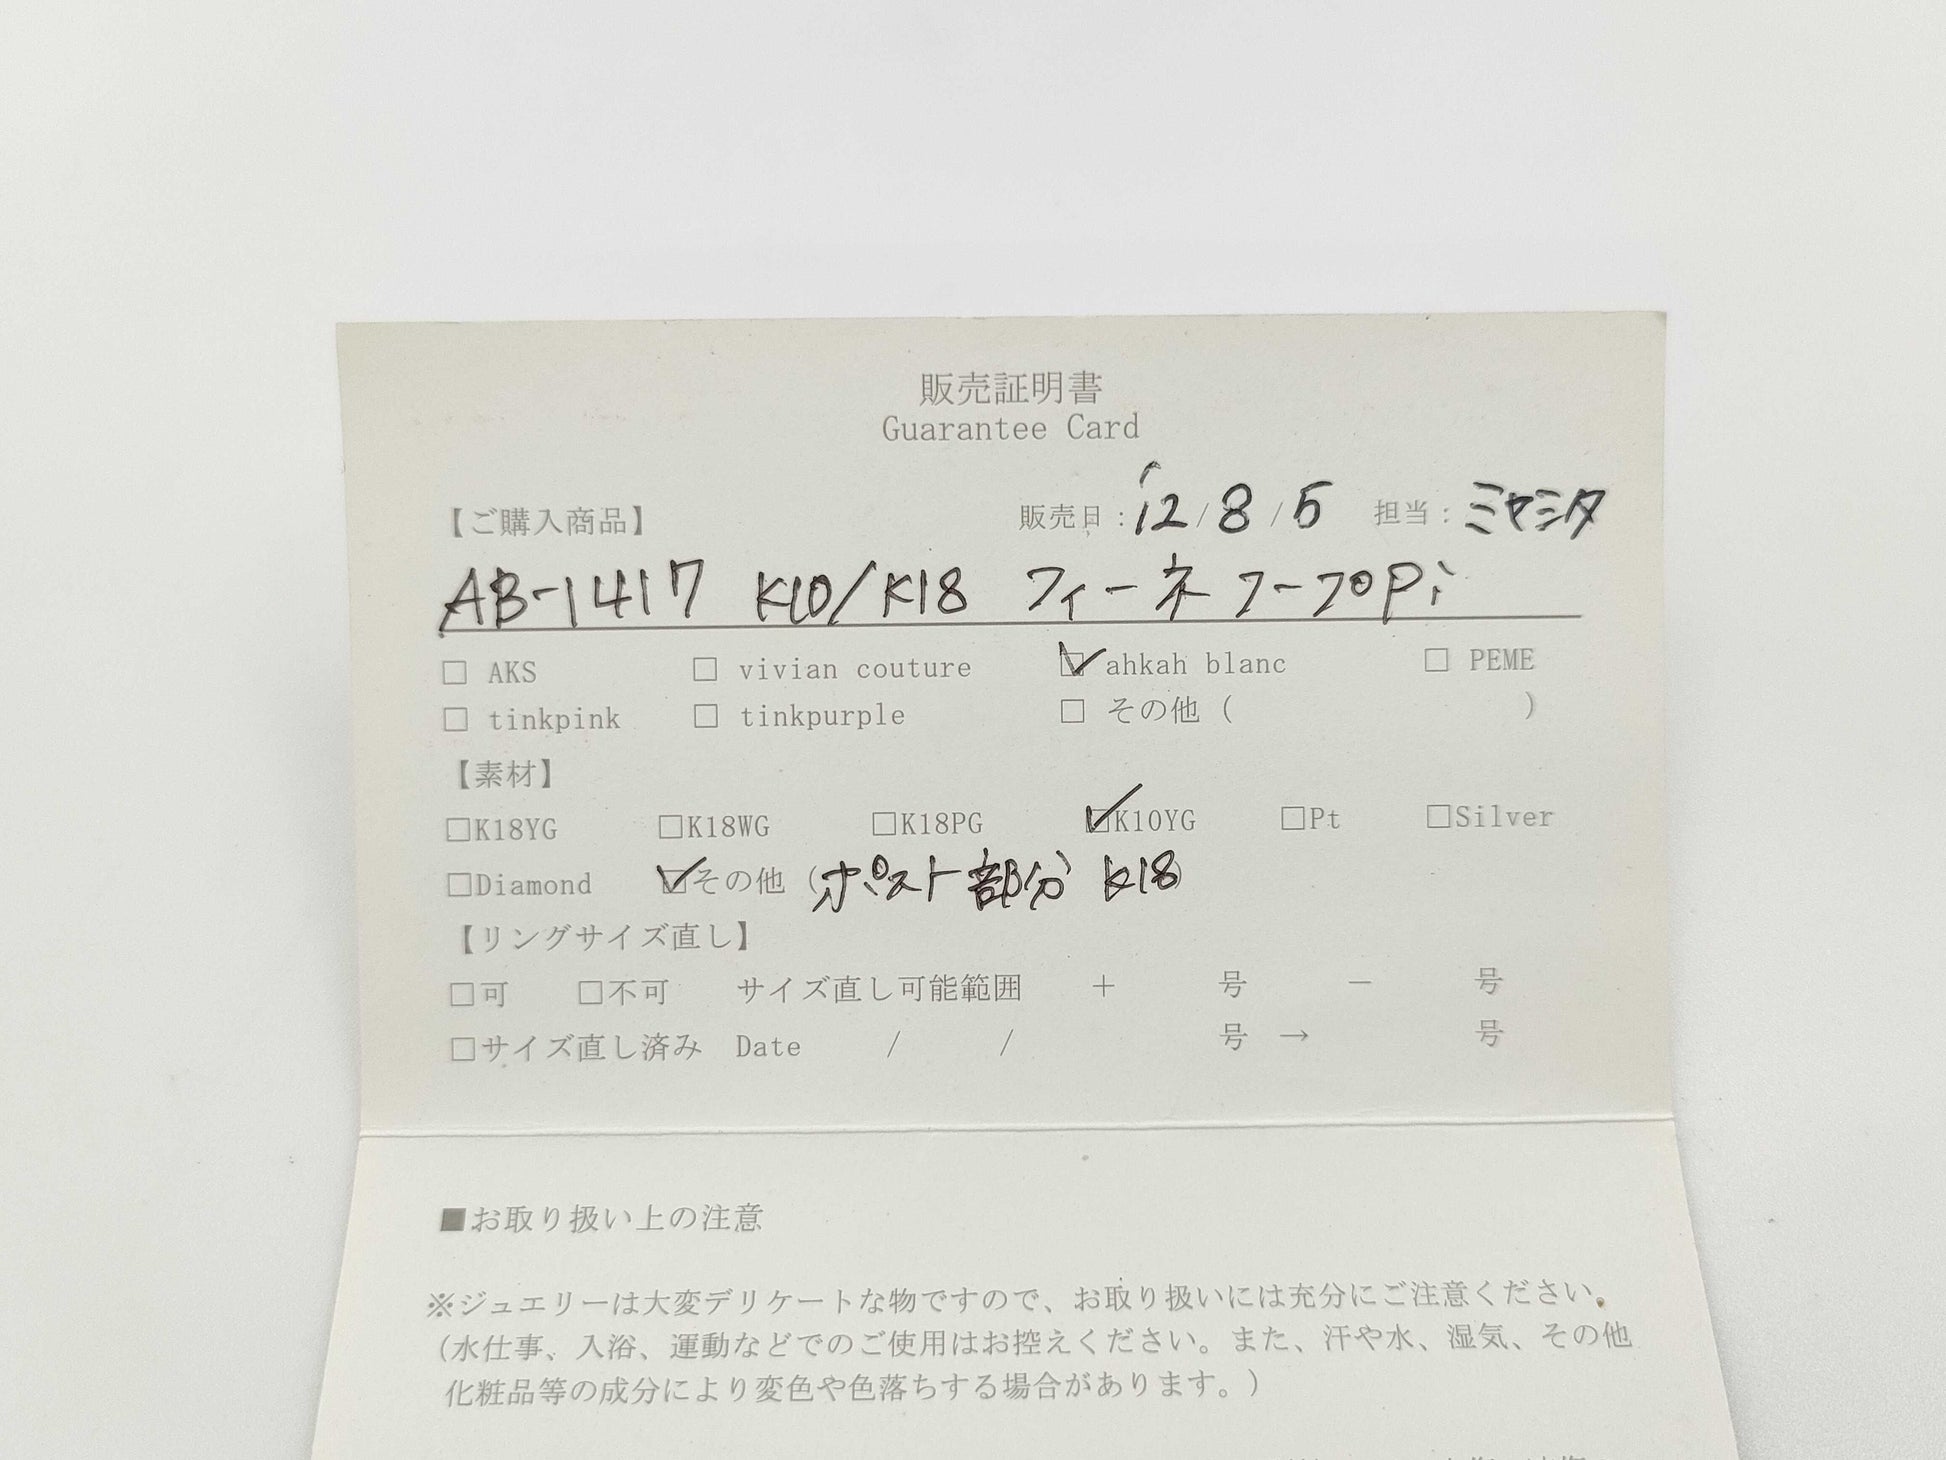 販売証明書
Guarantee Card
【ご購入商品】 販売日：'12/8/5 担当：ミヤシタ
AB-1417 K10/K18 フィーネ フープPi
□ AKS □ vivian couture ☑ ahkah blanc □ PEME
□ tinkpink □ tinkpurple □ その他（ ）
【素材】
□K18YG □K18WG □K18PG ☑K10YG □Pt □Silver
□Diamond ☑その他（ポスト部分 K18）
【リングサイズ直し】
□可 □不可 サイズ直し可能範囲 ＋ 号 － 号
□サイズ直し済み Date / / 号 → 号
■お取り扱い上の注意
※ジュエリーは大変デリケートな物ですので、お取り扱いには充分にご注意ください。
（水仕事、入浴、運動などでのご使用はお控えください。また、汗や水、湿気、その他
化粧品等の成分により変色や色落ちする場合があります。）